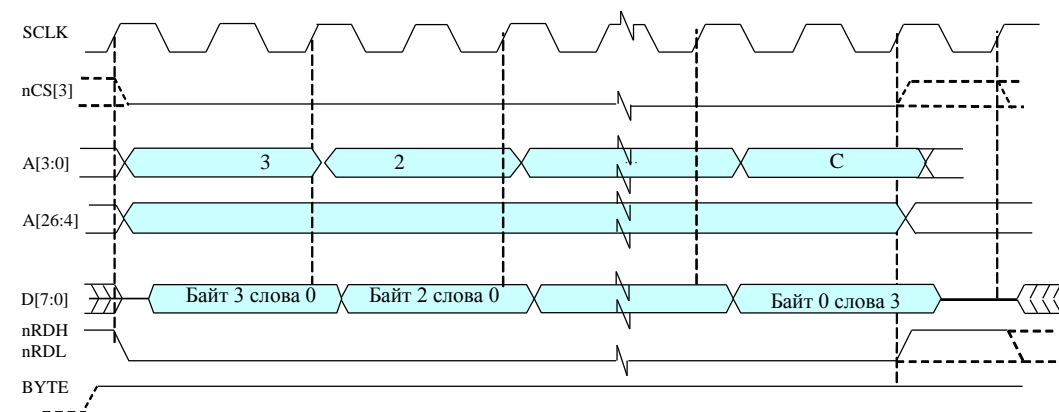 SCLK
nCS[3]
A[3:0] 3 2 ... C
A[26:4]
D[7:0] Байт 3 слова 0 Байт 2 слова 0 Байт 0 слова 3
nRDH
nRDL
BYTE